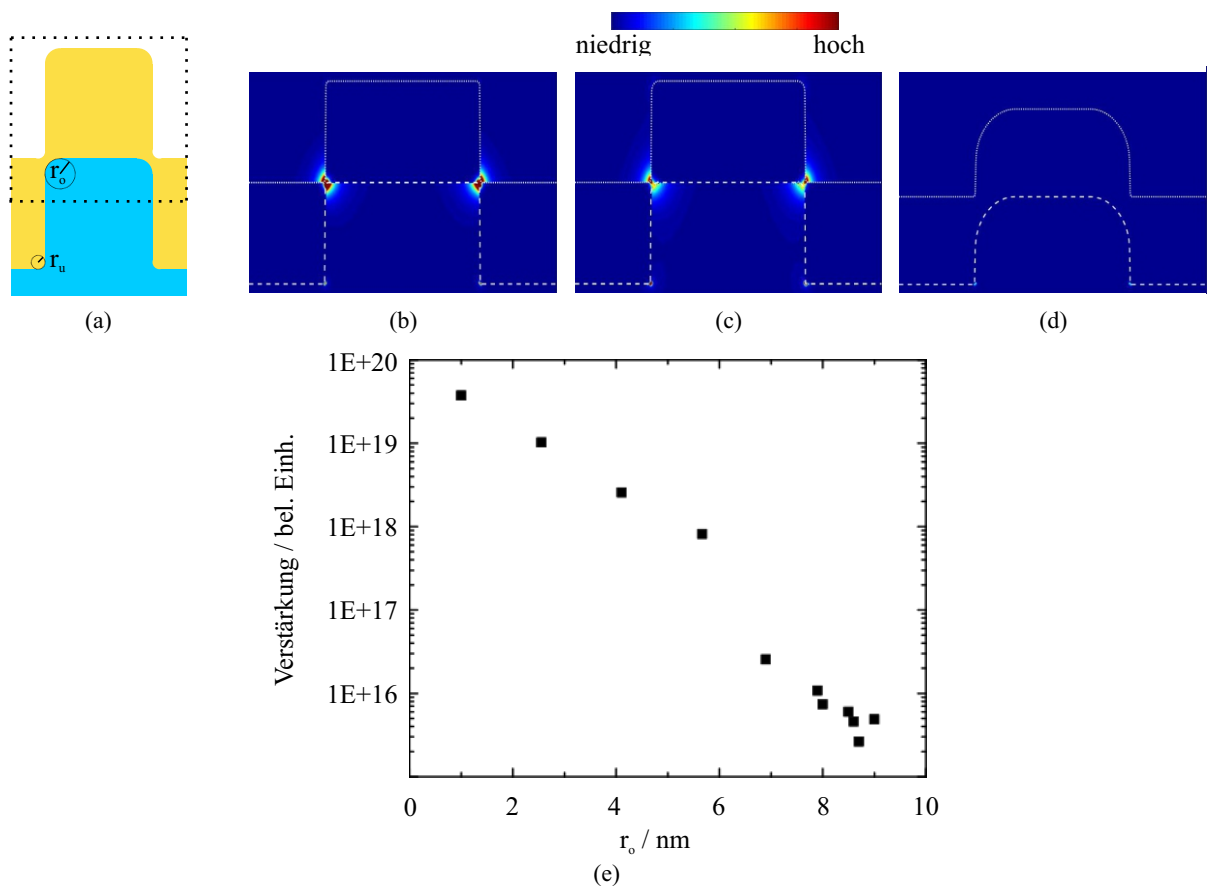 niedrig hoch
r_o
r_u
(a) (b) (c) (d)
1E+20
1E+19
1E+18
1E+17
1E+16
Verstärkung / bel. Einh.
0 2 4 6 8 10
r_o / nm
(e)